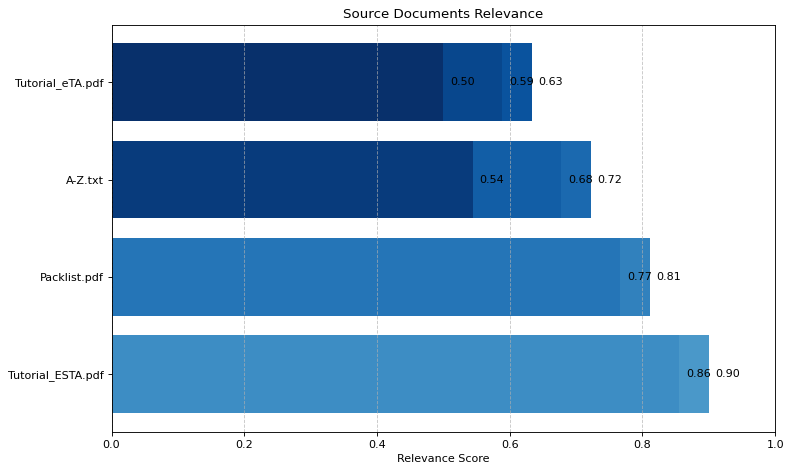 Source Documents Relevance
Tutorial_eTA.pdf
0.50 0.59 0.63
A-Z.txt
0.54 0.68 0.72
Packlist.pdf
0.77 0.81
Tutorial_ESTA.pdf
0.86 0.90
0.0 0.2 0.4 0.6 0.8 1.0
Relevance Score